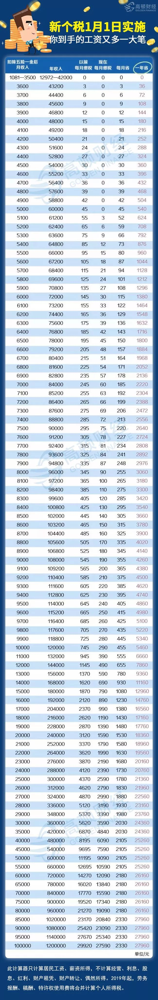 高顿财经
GOLDEN FINANCE
新个税1月1日实施
你到手的工资又多一大笔
扣除五险一金后月收入 年收入 以前每月缴税 现在每月缴税 每月省 一年省
1081—3500 12972—42000 0 0 0 0
3600 43200 3 0 3 36
3700 44400 6 0 6 72
3800 45600 9 0 9 108
3900 46800 12 0 12 144
4000 48000 15 0 15 180
4100 49200 18 0 18 216
4200 50400 21 0 21 252
4300 51600 24 0 24 288
4400 52800 27 0 27 324
4500 54000 30 0 30 360
4600 55200 33 0 33 396
4700 56400 36 0 36 432
4800 57600 39 0 39 468
4900 58800 42 0 42 504
5000 60000 45 0 45 540
5100 61200 55 3 52 624
5200 62400 65 6 59 708
5300 63600 75 9 66 792
5400 64800 85 12 73 876
5500 66000 95 15 80 960
5600 67200 105 18 87 1044
5700 68400 115 21 94 1128
5800 69600 125 24 101 1212
5900 70800 135 27 108 1296
6000 72000 145 30 115 1380
6100 73200 155 33 122 1464
6200 74400 165 36 129 1548
6300 75600 175 39 136 1632
6400 76800 185 42 143 1716
6500 78000 195 45 150 1800
6600 79200 205 48 157 1884
6700 80400 215 51 164 1968
6800 81600 225 54 171 2052
6900 82800 235 57 178 2136
7000 84000 245 60 185 2220
7100 85200 255 63 192 2304
7200 86400 265 66 199 2388
7300 87600 275 69 206 2472
7400 88800 285 72 213 2556
7500 90000 295 75 220 2640
7600 91200 305 78 227 2724
7700 92400 315 81 234 2808
7800 93600 325 84 241 2892
7900 94800 335 87 248 2976
8000 96000 345 90 255 3060
8100 97200 365 100 265 3180
8200 98400 385 110 275 3300
8300 99600 405 120 285 3420
8400 100800 425 130 295 3540
8500 102000 445 140 305 3660
8600 103200 465 150 315 3780
8700 104400 485 160 325 3900
8800 105600 505 170 335 4020
8900 106800 525 180 345 4140
9000 108000 545 190 355 4260
9100 109200 565 200 365 4380
9200 110400 585 210 375 4500
9300 111600 605 220 385 4620
9400 112800 625 230 395 4740
9500 114000 645 240 405 4860
9600 115200 665 250 415 4980
9700 116400 685 260 425 5100
9800 117600 705 270 435 5220
9900 118800 725 280 445 5340
10000 120000 745 290 455 5460
11000 132000 945 390 555 6660
12000 144000 1145 490 655 7860
13000 156000 1370 590 780 9360
14000 168000 1620 690 930 11160
15000 180000 1870 790 1080 12960
16000 192000 2120 890 1230 14760
17000 204000 2370 990 1380 16560
18000 216000 2620 1190 1430 17160
19000 228000 2870 1390 1480 17760
20000 240000 3120 1590 1530 18360
21000 252000 3370 1790 1580 18960
22000 264000 3620 1990 1630 19560
23000 276000 3870 2190 1680 20160
24000 288000 4120 2390 1730 20760
25000 300000 4370 2590 1780 21360
26000 312000 4620 2790 1830 21960
27000 324000 4870 2990 1880 22560
28000 336000 5120 3190 1930 23160
29000 348000 5370 3390 1980 23760
30000 360000 5620 3590 2030 24360
35000 420000 6870 4840 2030 24360
40000 480000 8195 6090 2105 25260
45000 540000 9695 7590 2105 25260
50000 600000 11195 9090 2105 25260
55000 660000 12695 10590 2105 25260
60000 720000 14270 12090 2180 26160
65000 780000 16020 13840 2180 26160
70000 840000 17770 15590 2180 26160
75000 900000 19520 17340 2180 26160
80000 960000 21270 19090 2180 26160
85000 1020000 23170 20840 2330 27960
90000 1080000 25420 23090 2330 27960
95000 1140000 27670 25340 2330 27960
100000 1200000 29920 27590 2330 27960
单位/元
此计算器只计算居民工资、薪资所得，不计算经营、利息、股
息、红利、财产租凭、财产转让、偶然所得。2019年起，劳务
报酬、稿酬、特许权使用费将合并计算个人所得税。